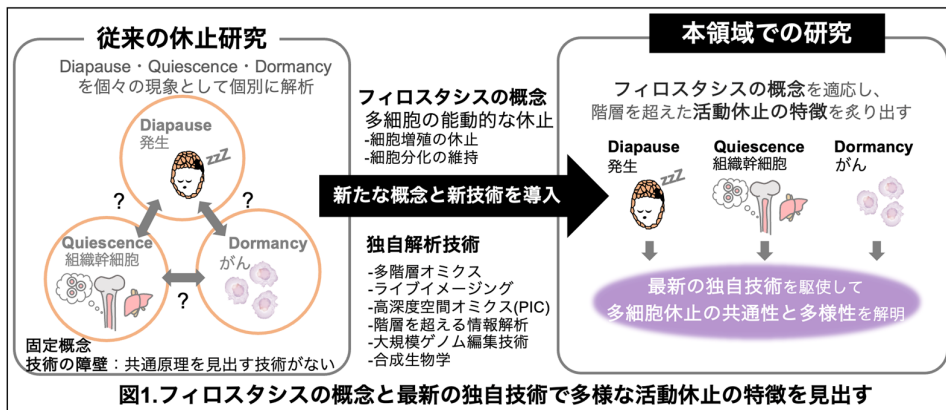 従来の休止研究
Diapause・Quiescence・Dormancy
を個々の現象として個別に解析
Diapause
発生
zzZ
?
?
Quiescence
組織幹細胞
Dormancy
がん
?
固定概念
技術の障壁：共通原理を見出す技術がない
フィロスタシスの概念
多細胞の能動的な休止
-細胞増殖の休止
-細胞分化の維持
新たな概念と新技術を導入
独自解析技術
-多階層オミクス
-ライブイメージング
-高深度空間オミクス(PIC)
-階層を超える情報解析
-大規模ゲノム編集技術
-合成生物学
本領域での研究
フィロスタシスの概念を適応し、
階層を超えた活動休止の特徴を炙り出す
Diapause
発生
zzZ
Quiescence
組織幹細胞
Dormancy
がん
最新の独自技術を駆使して
多細胞休止の共通性と多様性を解明
図1.フィロスタシスの概念と最新の独自技術で多様な活動休止の特徴を見出す